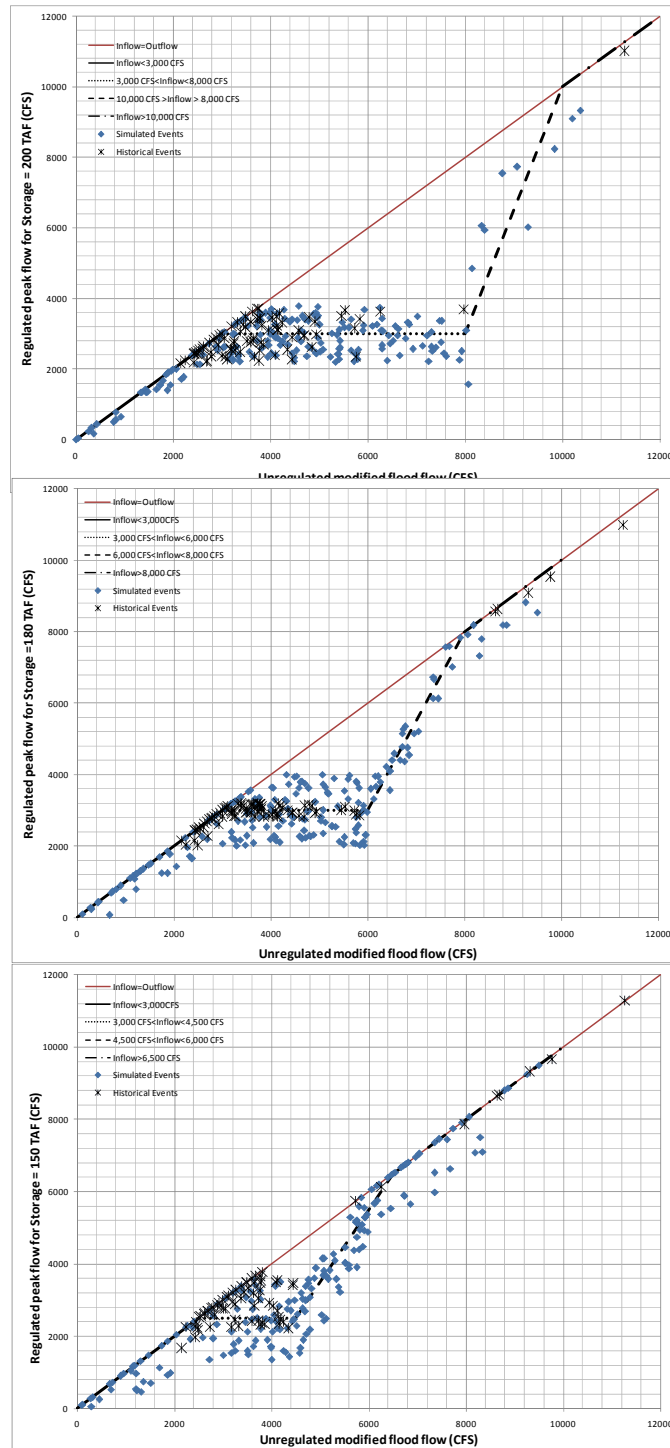 Regulated peak flow for Storage = 200 TAF (CFS)
12000
10000
8000
6000
4000
2000
0
Inflow=Outflow
Inflow<3,000 CFS
3,000 CFS<Inflow<8,000 CFS
10,000 CFS >Inflow > 8,000 CFS
Inflow>10,000 CFS
Simulated Events
Historical Events
0 2000 4000 6000 8000 10000 12000
Unregulated modified flood flow (CFS)
Regulated peak flow for Storage =180 TAF (CFS)
12000
10000
8000
6000
4000
2000
0
Inflow=Outflow
Inflow<3,000CFS
3,000 CFS<Inflow<6,000 CFS
6,000 CFS<Inflow<8,000 CFS
Inflow>8,000 CFS
Simulated events
Historical Events
0 2000 4000 6000 8000 10000 12000
Unregulated modified flood flow (CFS)
Regulated peak flow for Storage = 150 TAF (CFS)
12000
10000
8000
6000
4000
2000
0
Inflow=Outflow
Inflow<3,000CFS
3,000 CFS<Inflow<4,500 CFS
4,500 CFS<Inflow<6,000 CFS
Inflow>6,500 CFS
Simulated Events
Historical Events
0 2000 4000 6000 8000 10000 12000
Unregulated modified flood flow (CFS)